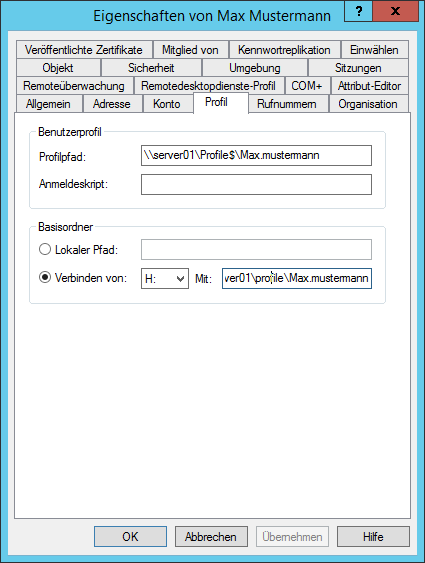 Eigenschaften von Max Mustermann ? x
Veröffentlichte Zertifikate Mitglied von Kennwortreplikation Einwählen
Objekt Sicherheit Umgebung Sitzungen
Remoteüberwachung Remotedesktopdienste-Profil COM+ Attribut-Editor
Allgemein Adresse Konto Profil Rufnummern Organisation
Benutzerprofil
Profilpfad: \\server01\Profile$\Max.mustermann
Anmeldeskript:
Basisordner
Lokaler Pfad:
Verbinden von: H: Mit: ver01\profile\Max.mustermann
OK Abbrechen Übernehmen Hilfe